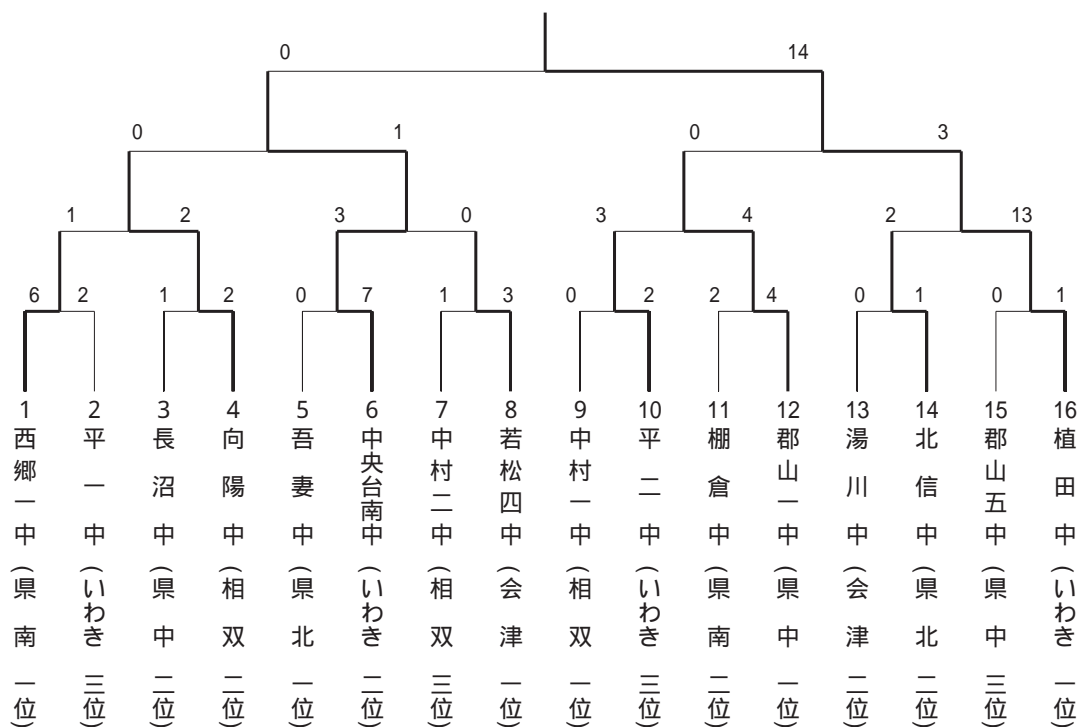 0 14
0 1 0 3
1 2 3 0 3 4 2 13
6 2 1 2 0 7 1 3 0 2 2 4 0 1 0 1
1 西郷一中（県南 一位）
2 平一中（いわき 三位）
3 長沼中（県中 二位）
4 向陽中（相双 二位）
5 吾妻中（県北 一位）
6 中央台南中（いわき 二位）
7 中村二中（相双 三位）
8 若松四中（会津 一位）
9 中村一中（相双 一位）
10 平二中（いわき 三位）
11 棚倉中（県南 二位）
12 郡山一中（県中 一位）
13 湯川中（会津 二位）
14 北信中（県北 二位）
15 郡山五中（県中 三位）
16 植田中（いわき 一位）